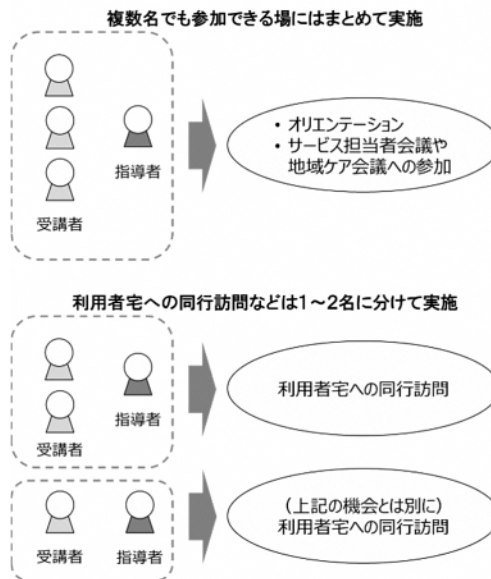 複数名でも参加できる場にはまとめて実施
指導者
受講者
・オリエンテーション
・サービス担当者会議や
地域ケア会議への参加
利用者宅への同行訪問などは1～2名に分けて実施
指導者
受講者
利用者宅への同行訪問
受講者
指導者
(上記の機会とは別に)
利用者宅への同行訪問